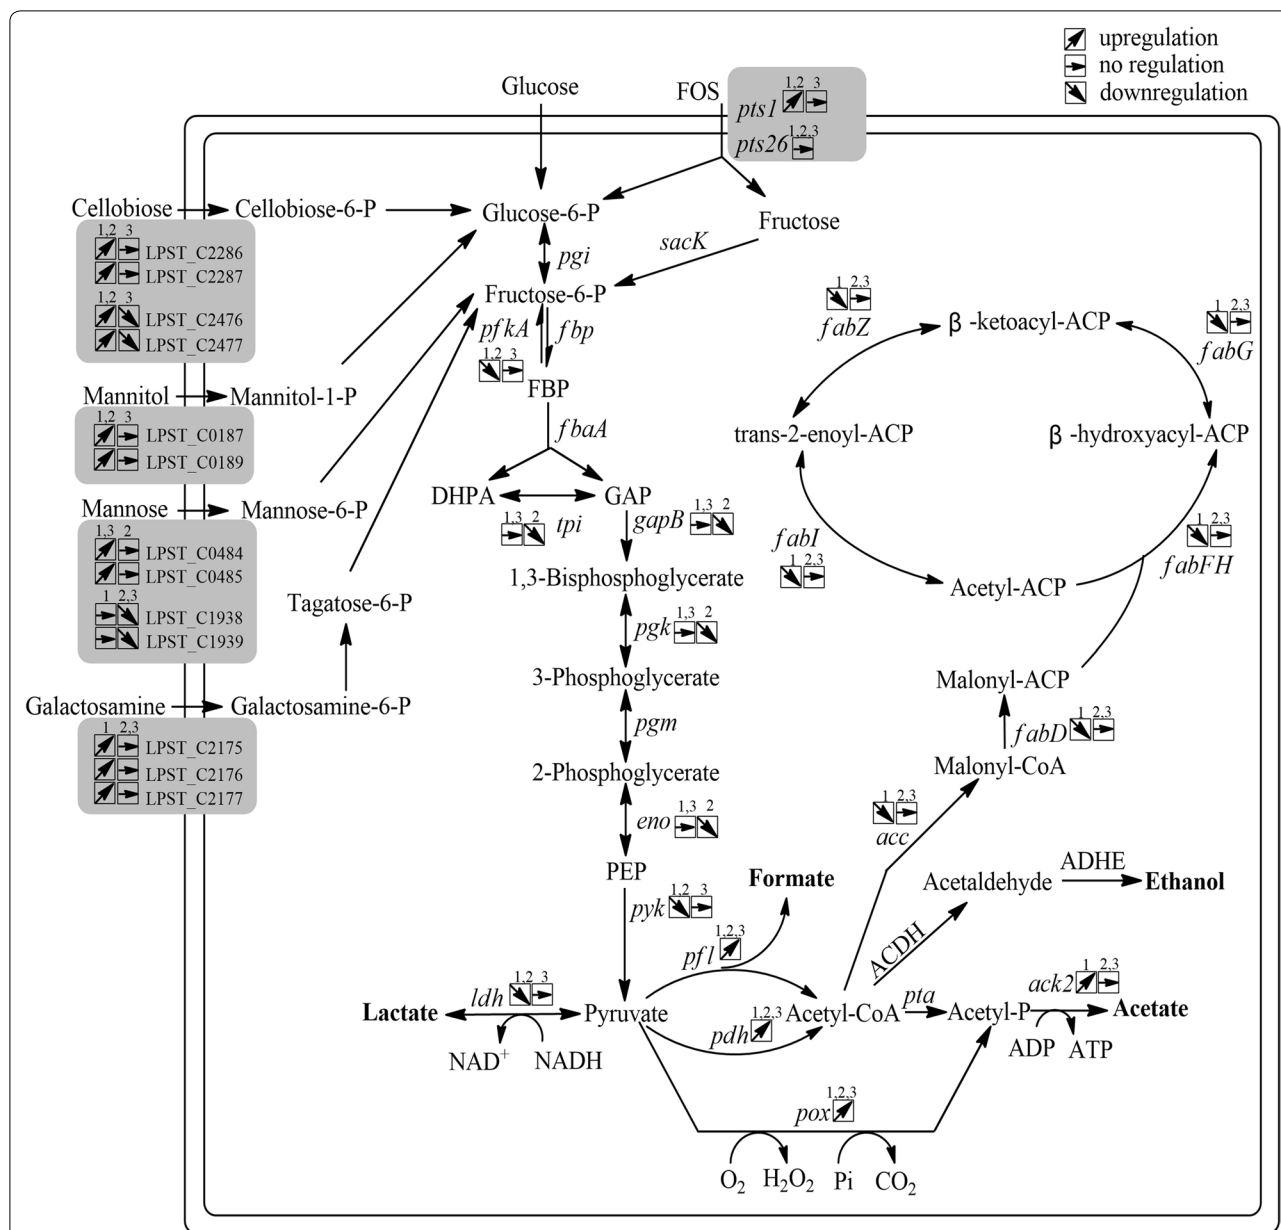 upregulation
no regulation
downregulation
Glucose
FOS
1,2 3
pts1
pts26 1,2,3
Cellobiose
Cellobiose-6-P
Glucose-6-P
Fructose
1,2 3
LPST_C2286
LPST_C2287
1,2 3
LPST_C2476
LPST_C2477
sacK
pgi
Fructose-6-P
pfkA
fbp
1,2 3
FBP
1 2,3
fabZ
β -ketoacyl-ACP
1 2,3
fabG
Mannitol
Mannitol-1-P
1,2 3
LPST_C0187
LPST_C0189
fbaA
trans-2-enoyl-ACP
β -hydroxyacyl-ACP
DHPA
GAP
1,3 2
tpi
gapB 1,3 2
Mannose
Mannose-6-P
1,3 2
LPST_C0484
LPST_C0485
1 2,3
LPST_C1938
LPST_C1939
fabI
1 2,3
1 2,3
fabFH
1,3-Bisphosphoglycerate
Acetyl-ACP
Tagatose-6-P
pgk 1,3 2
3-Phosphoglycerate
Malonyl-ACP
Galactosamine
Galactosamine-6-P
1 2,3
LPST_C2175
LPST_C2176
LPST_C2177
pgm
fabD 1 2,3
2-Phosphoglycerate
Malonyl-CoA
eno 1,3 2
1 2,3
acc
PEP
Formate
Acetaldehyde
ADHE
Ethanol
pyk 1,2 3
pfl 1,2,3
ACDH
ldh 1,2 3
Lactate
Pyruvate
pdh 1,2,3
Acetyl-CoA
pta
Acetyl-P
ack2 1 2,3
Acetate
NAD+
NADH
ADP
ATP
pox 1,2,3
O2
H2O2
Pi
CO2